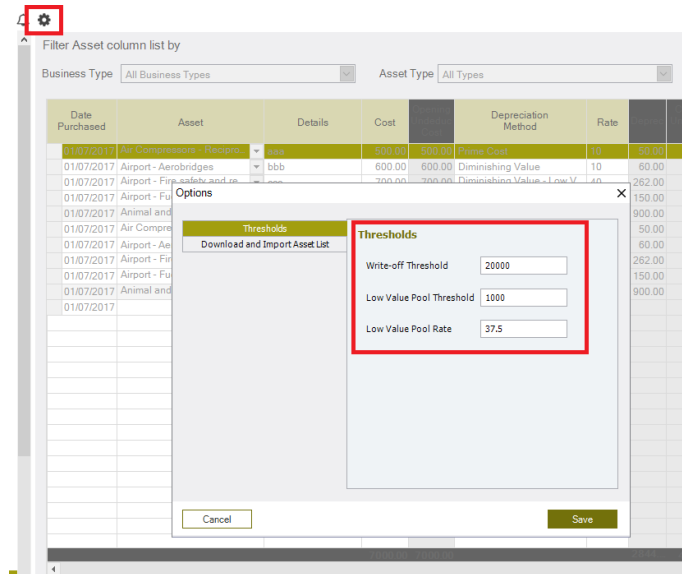 Filter Asset column list by
Business Type All Business Types Asset Type All Types
Date Purchased Asset Details Cost Cost Depreciation Method Rate
01/07/2017 Air Compressors - Recipro... aaa 500.00 500.00 Prime Cost 10 50.00
01/07/2017 Airport - Aerobridges bbb 600.00 600.00 Diminishing Value 10 60.00
01/07/2017 Airport - Fire safety and re 700.00 700.00 Diminishing Value - Low V 40 262.00
01/07/2017 Airport - Fu 150.00
01/07/2017 Animal and 900.00
01/07/2017 Air Compre 50.00
01/07/2017 Airport - Ae 60.00
01/07/2017 Airport - Fir 262.00
01/07/2017 Airport - Fu 150.00
01/07/2017 Animal and 900.00
01/07/2017
Options
Thresholds
Download and Import Asset List
Thresholds
Write-off Threshold 20000
Low Value Pool Threshold 1000
Low Value Pool Rate 37.5
Cancel Save